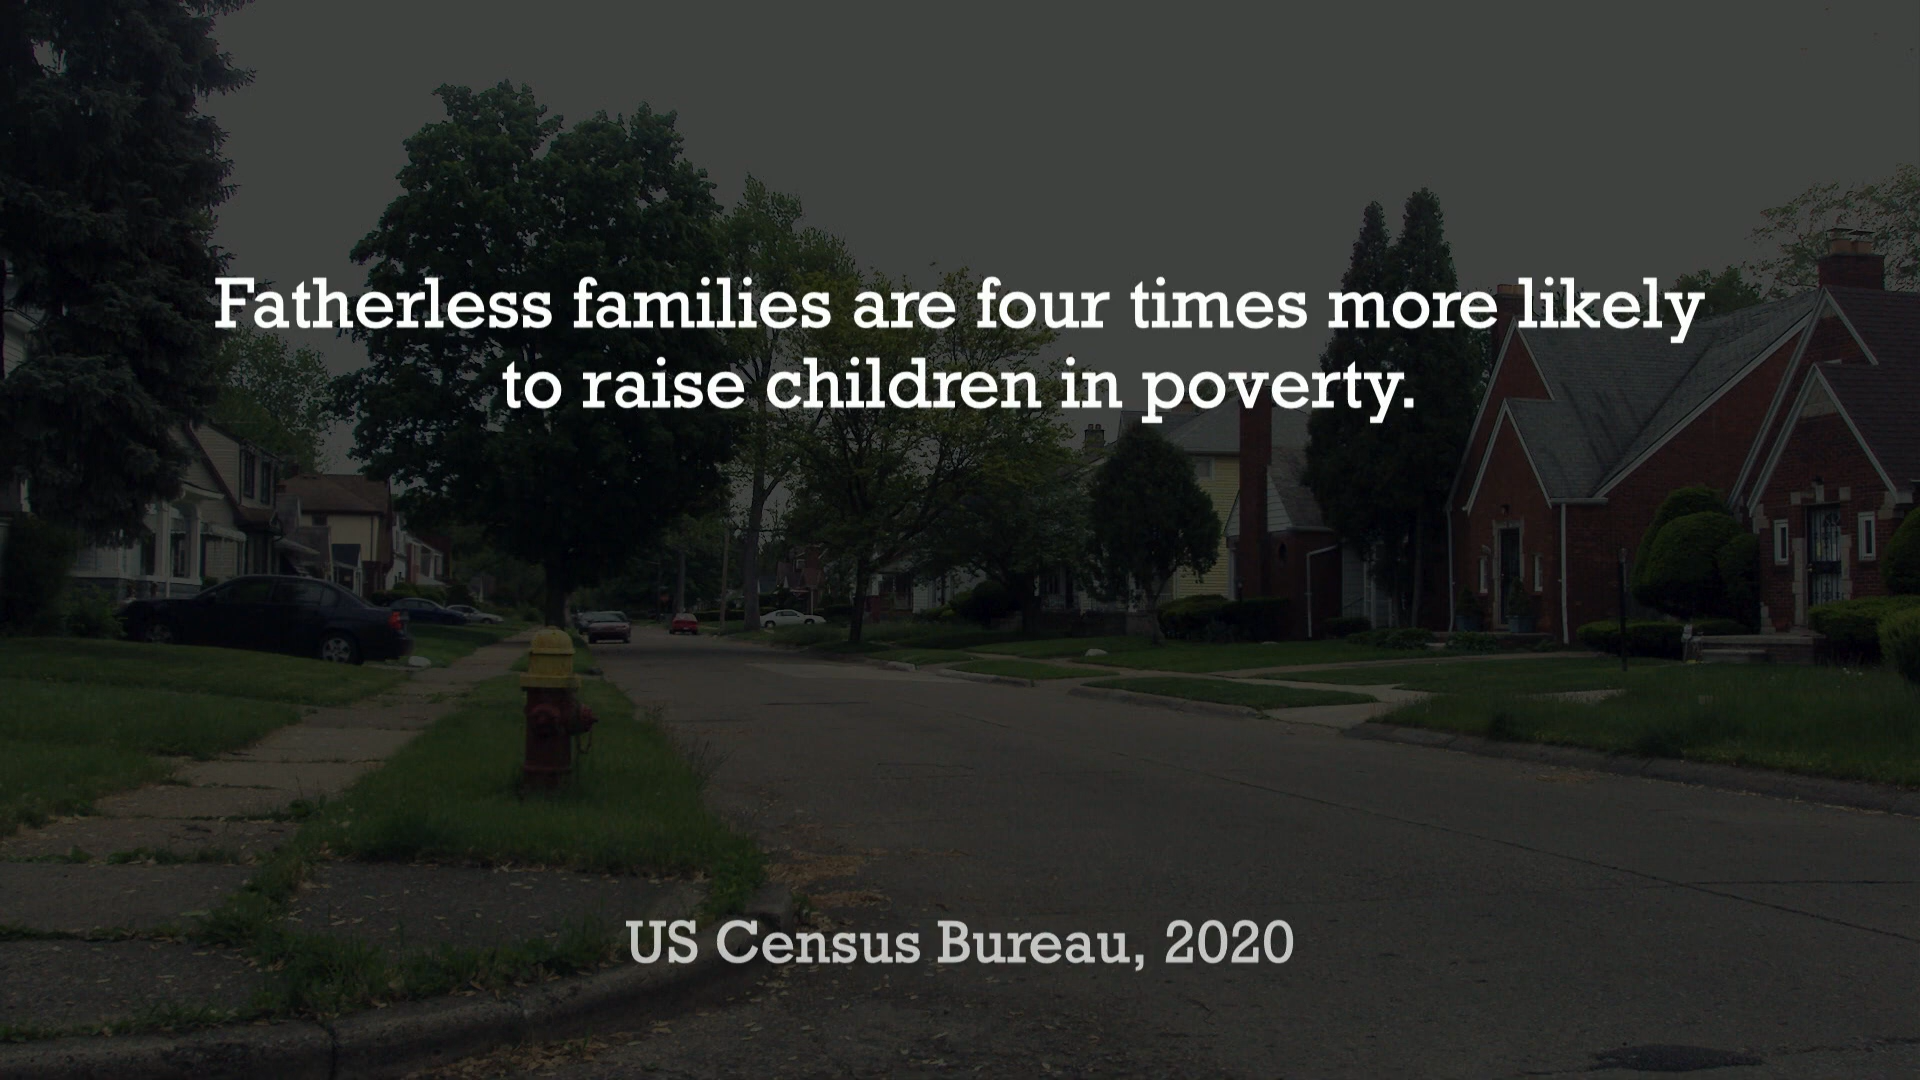 Fatherless families are four times more likely
to raise children in poverty.
US Census Bureau, 2020